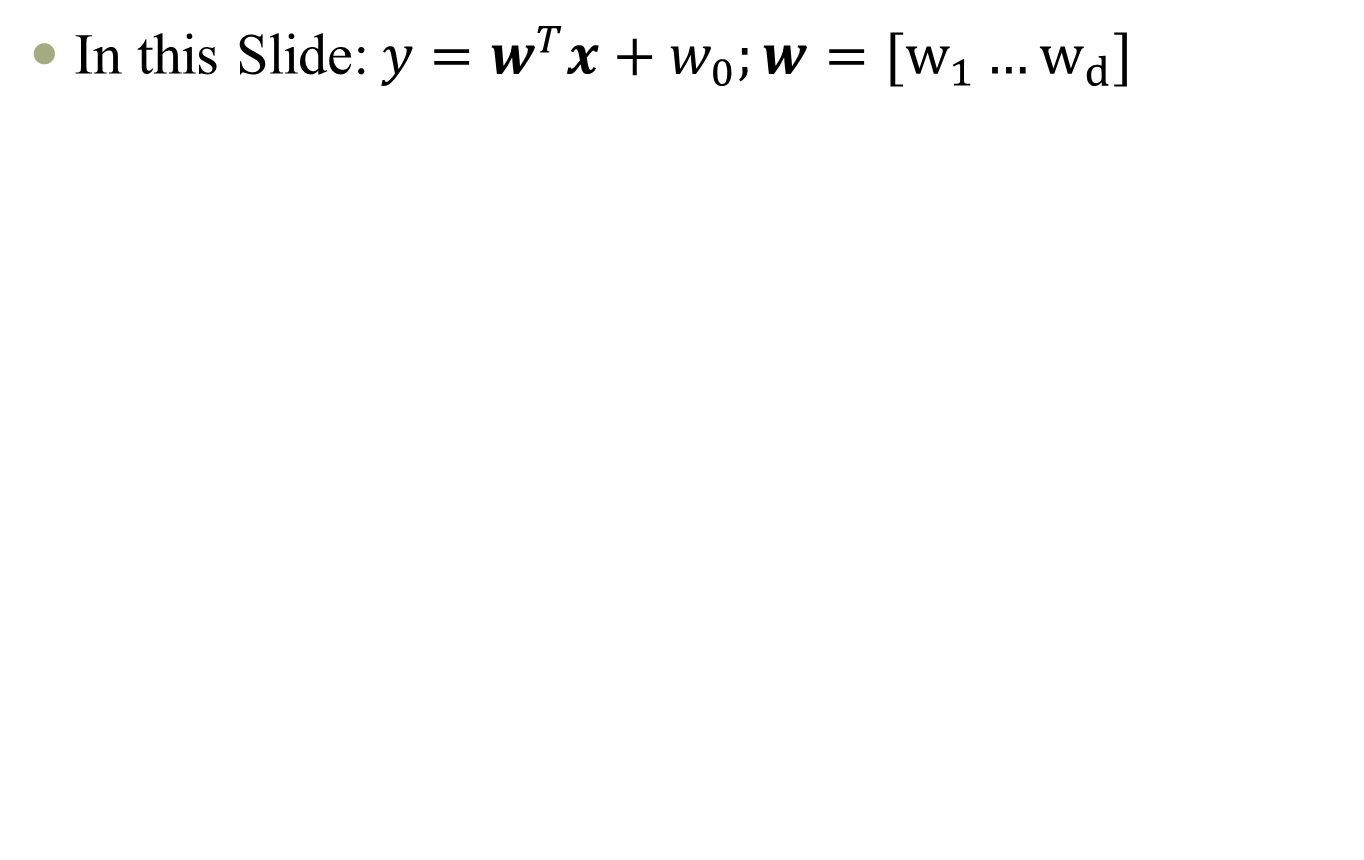 • In this Slide: 𝑦 = 𝒘ᵀ𝒙 + 𝑤₀; 𝒘 = [w₁ … w_d]